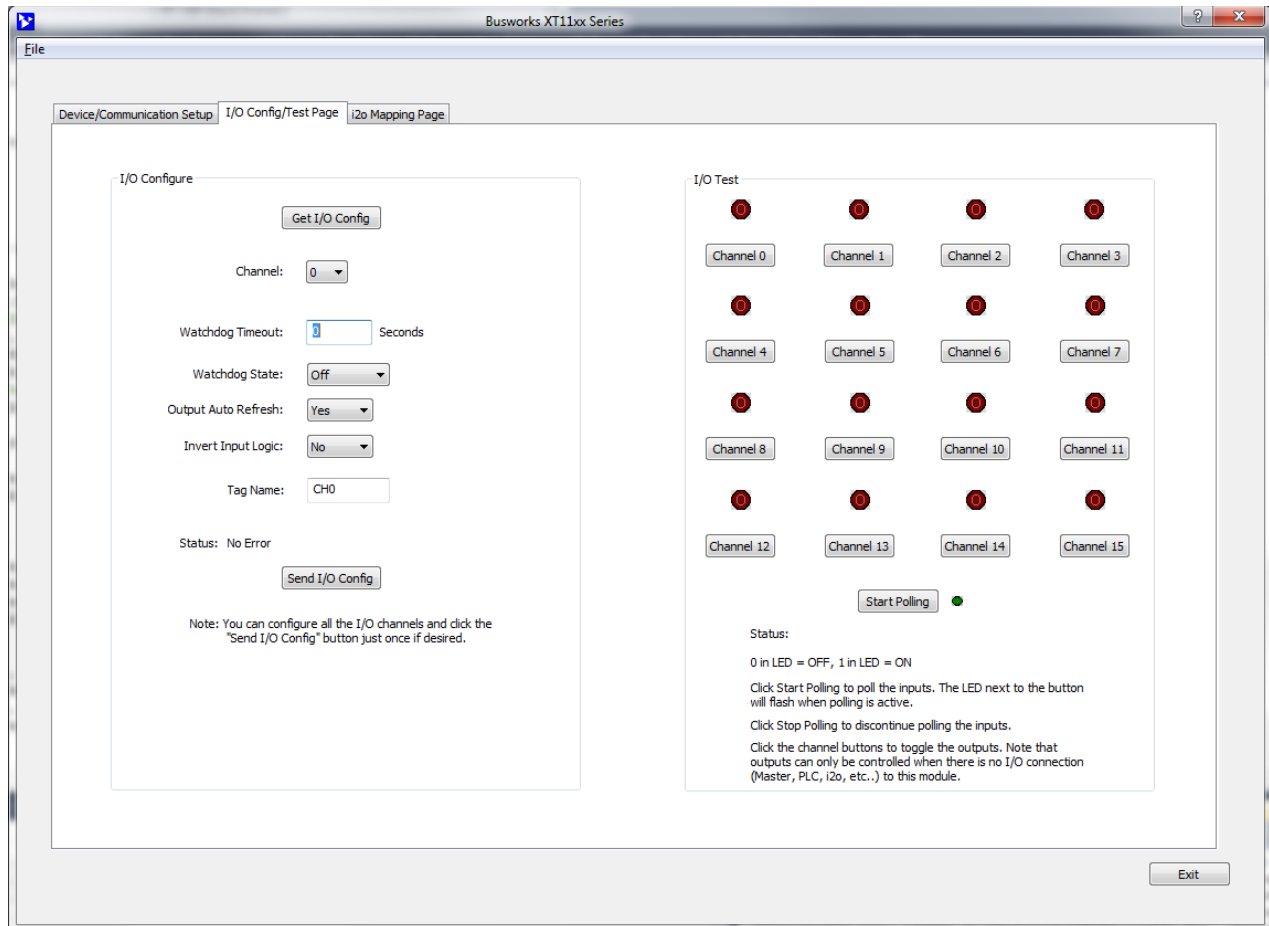 Busworks XT11xx Series
File
Device/Communication Setup
I/O Config/Test Page
i2o Mapping Page
I/O Configure
Get I/O Config
Channel: 0
Watchdog Timeout: 0 Seconds
Watchdog State: Off
Output Auto Refresh: Yes
Invert Input Logic: No
Tag Name: CH0
Status: No Error
Send I/O Config
Note: You can configure all the I/O channels and click the
"Send I/O Config" button just once if desired.
I/O Test
0 0 0 0
Channel 0 Channel 1 Channel 2 Channel 3
0 0 0 0
Channel 4 Channel 5 Channel 6 Channel 7
0 0 0 0
Channel 8 Channel 9 Channel 10 Channel 11
0 0 0 0
Channel 12 Channel 13 Channel 14 Channel 15
Start Polling
Status:
0 in LED = OFF, 1 in LED = ON
Click Start Polling to poll the inputs. The LED next to the button
will flash when polling is active.
Click Stop Polling to discontinue polling the inputs.
Click the channel buttons to toggle the outputs. Note that
outputs can only be controlled when there is no I/O connection
(Master, PLC, i2o, etc..) to this module.
Exit